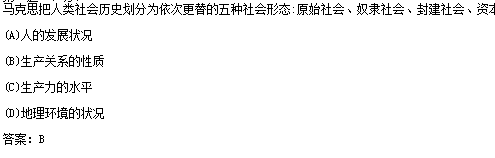 马克思把人类社会历史划分为依次更替的五种社会形态:原始社会、奴隶社会、封建社会、资本
(A)人的发展状况
(B)生产关系的性质
(C)生产力的水平
(D)地理环境的状况
答案: B